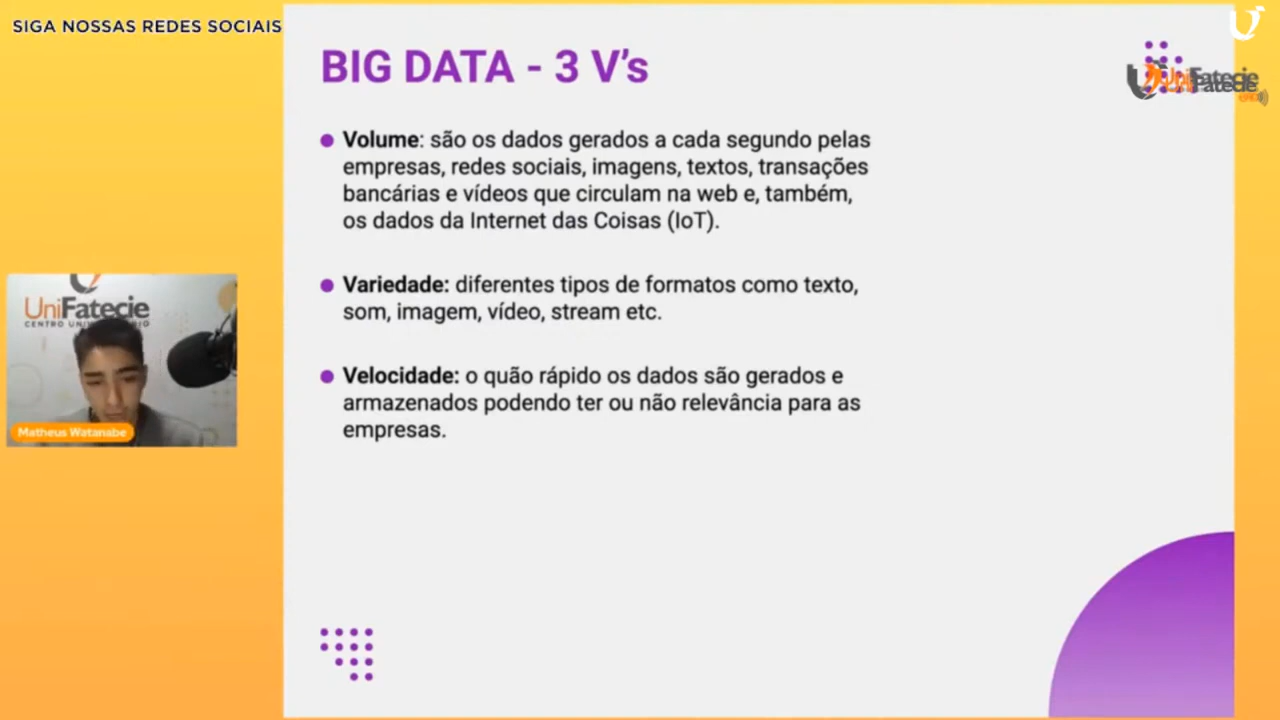 SIGA NOSSAS REDES SOCIAIS
BIG DATA - 3 V's
UniFatecie
Volume: são os dados gerados a cada segundo pelas
empresas, redes sociais, imagens, textos, transações
bancárias e vídeos que circulam na web e, também,
os dados da Internet das Coisas (IoT).
Variedade: diferentes tipos de formatos como texto,
som, imagem, vídeo, stream etc.
Velocidade: o quão rápido os dados são gerados e
armazenados podendo ter ou não relevância para as
empresas.
UniFatecie
Matheus Watanabe